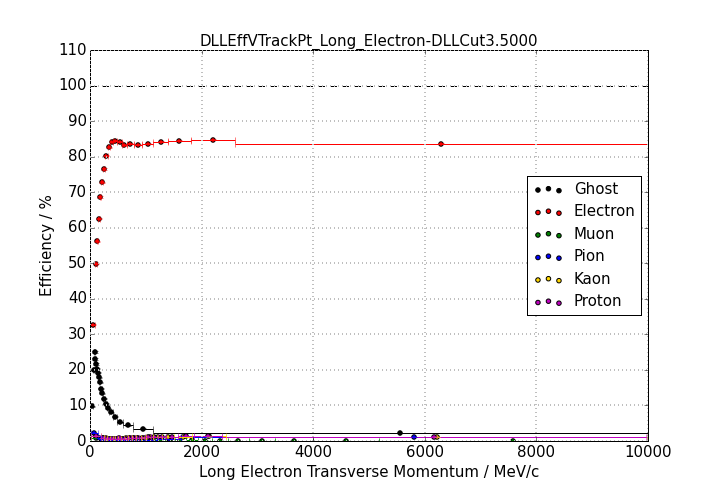 DLLEffVTrackPt_Long_Electron-DLLCut3.5000
110
100
90
80
70
60
50
40
30
20
10
0
Efficiency / %
Ghost
Electron
Muon
Pion
Kaon
Proton
0 2000 4000 6000 8000 10000
Long Electron Transverse Momentum / MeV/c